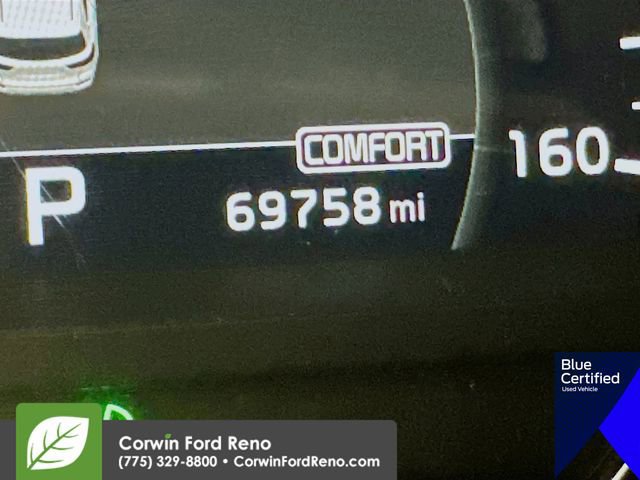 COMFORT
160
P
69758 mi
Blue
Certified
Used Vehicle
Corwin Ford Reno
(775) 329-8800 • CorwinFordReno.com